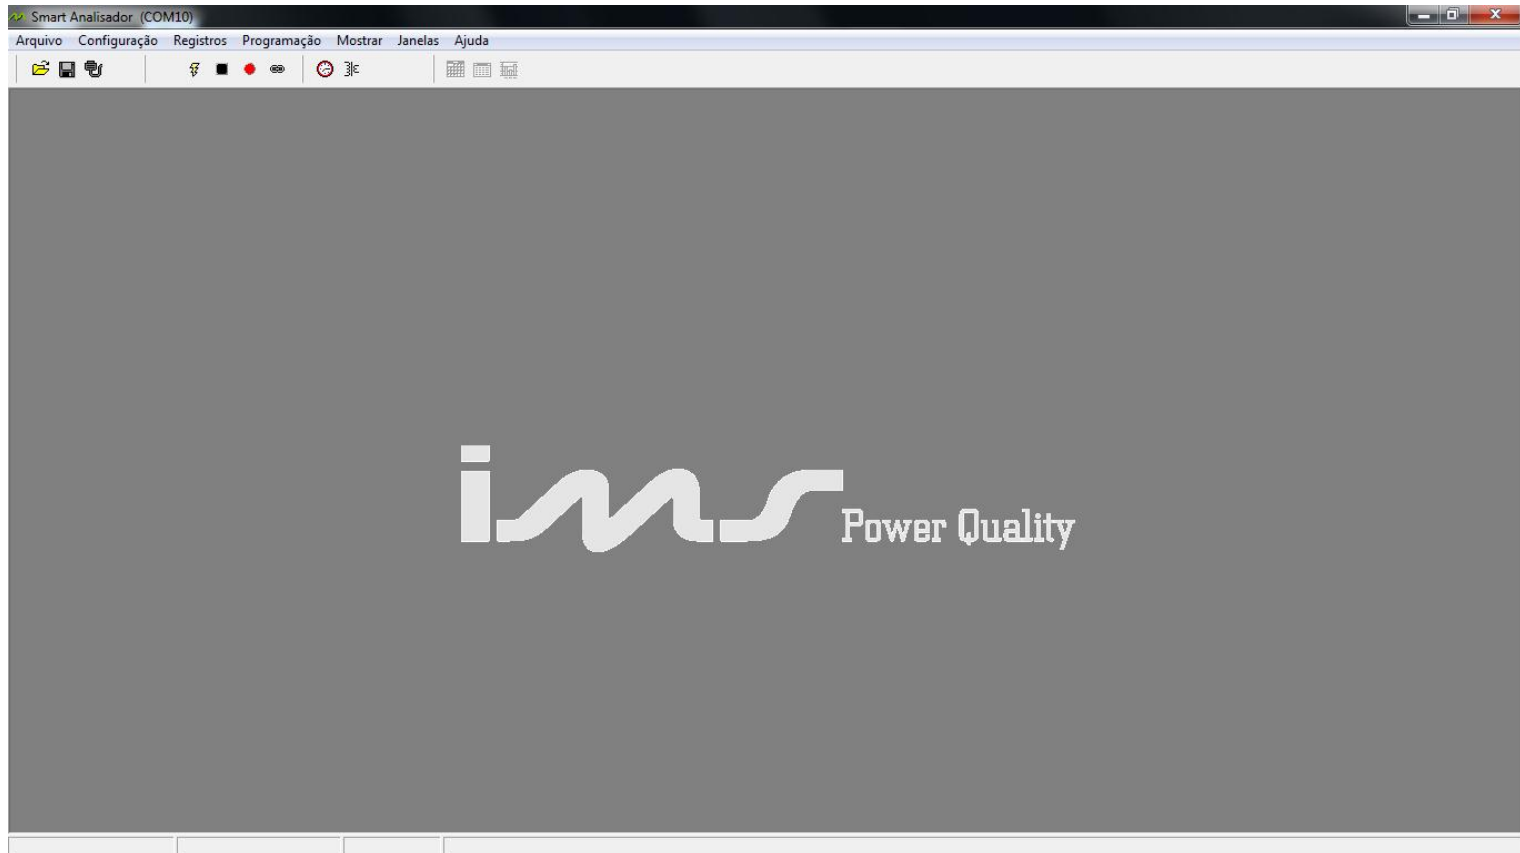 Smart Analisador (COM10)
Arquivo Configuração Registros Programação Mostrar Janelas Ajuda
ims Power Quality